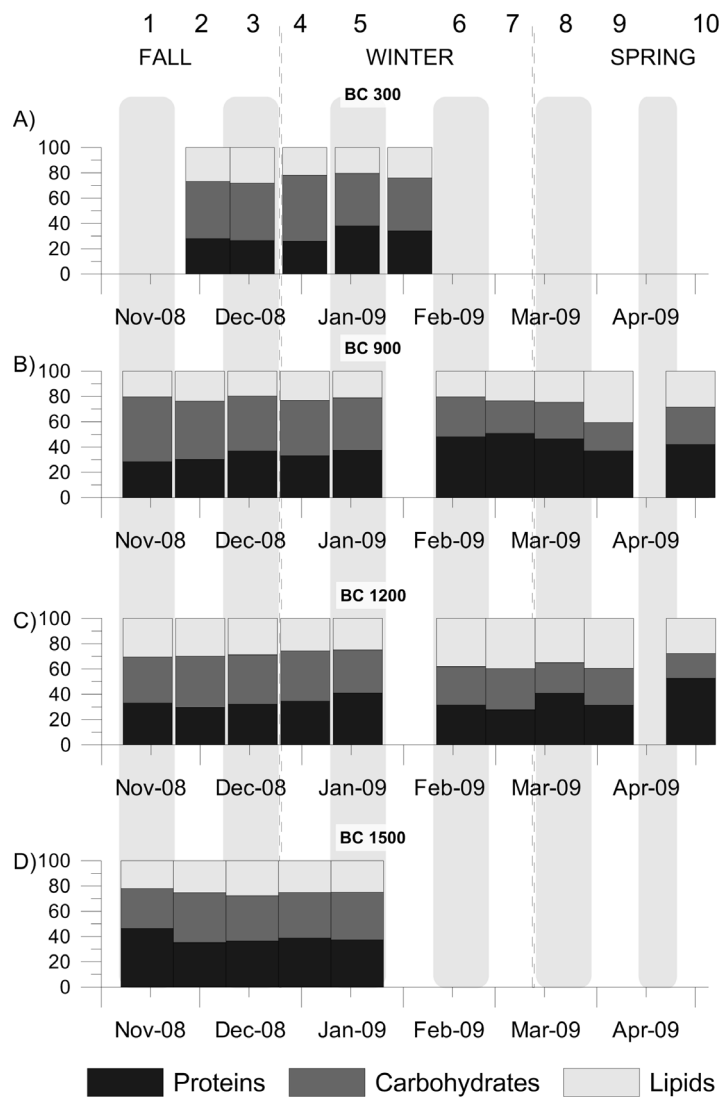 1 2 3 4 5 6 7 8 9 10
FALL WINTER SPRING
BC 300
A)
100
80
60
40
20
0
Nov-08 Dec-08 Jan-09 Feb-09 Mar-09 Apr-09
BC 900
B)
100
80
60
40
20
0
Nov-08 Dec-08 Jan-09 Feb-09 Mar-09 Apr-09
BC 1200
C) 100
80
60
40
20
0
Nov-08 Dec-08 Jan-09 Feb-09 Mar-09 Apr-09
BC 1500
D) 100
80
60
40
20
0
Nov-08 Dec-08 Jan-09 Feb-09 Mar-09 Apr-09
Proteins Carbohydrates Lipids